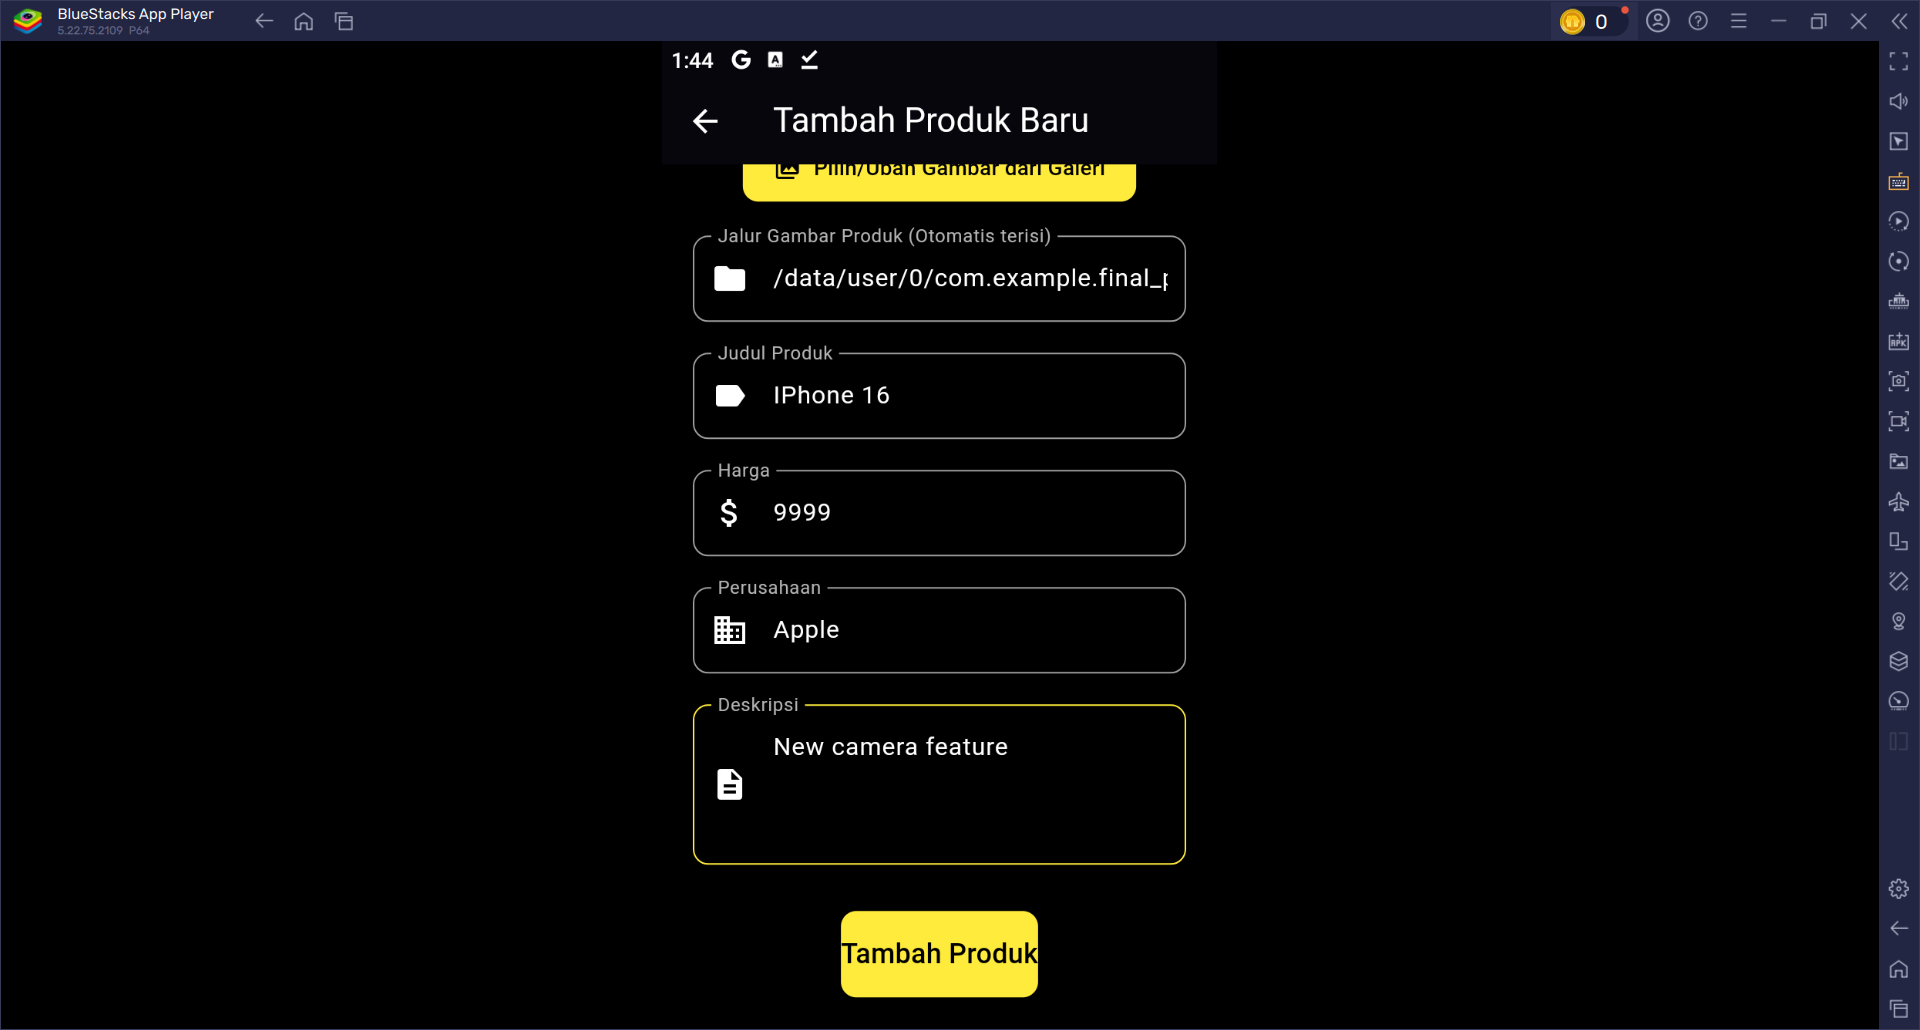 BlueStacks App Player
5.22.75.2109 P64
0
1:44
Tambah Produk Baru
Pilih/Ubah Gambar dari Galeri
Jalur Gambar Produk (Otomatis terisi)
/data/user/0/com.example.final_p
Judul Produk
IPhone 16
Harga
$ 9999
Perusahaan
Apple
Deskripsi
New camera feature
Tambah Produk